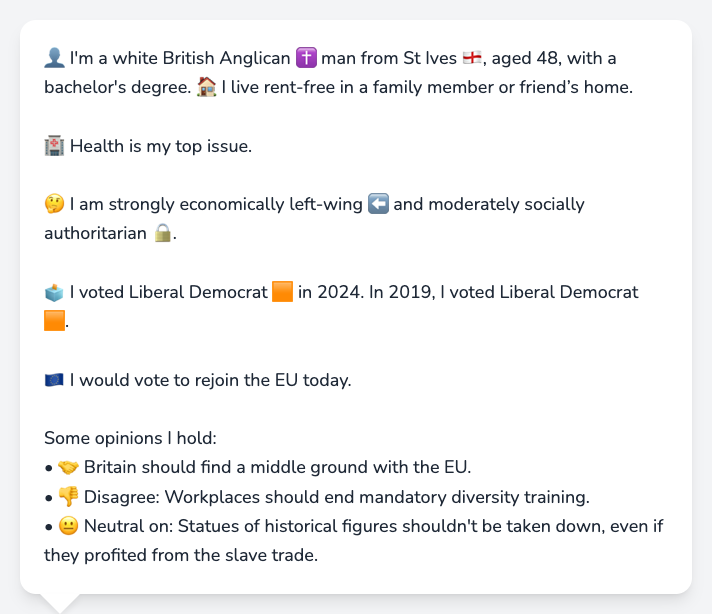 👤 I'm a white British Anglican ✝️ man from St Ives 🏴󠁧󠁢󠁥󠁮󠁧󠁿, aged 48, with a
bachelor's degree. 🏠 I live rent-free in a family member or friend’s home.
🏥 Health is my top issue.
🤔 I am strongly economically left-wing ⬅️ and moderately socially
authoritarian 🔒.
🗳️ I voted Liberal Democrat 🟧 in 2024. In 2019, I voted Liberal Democrat
🟧.
🇪🇺 I would vote to rejoin the EU today.
Some opinions I hold:
• 🤝 Britain should find a middle ground with the EU.
• 👎 Disagree: Workplaces should end mandatory diversity training.
• 😐 Neutral on: Statues of historical figures shouldn't be taken down, even if
they profited from the slave trade.